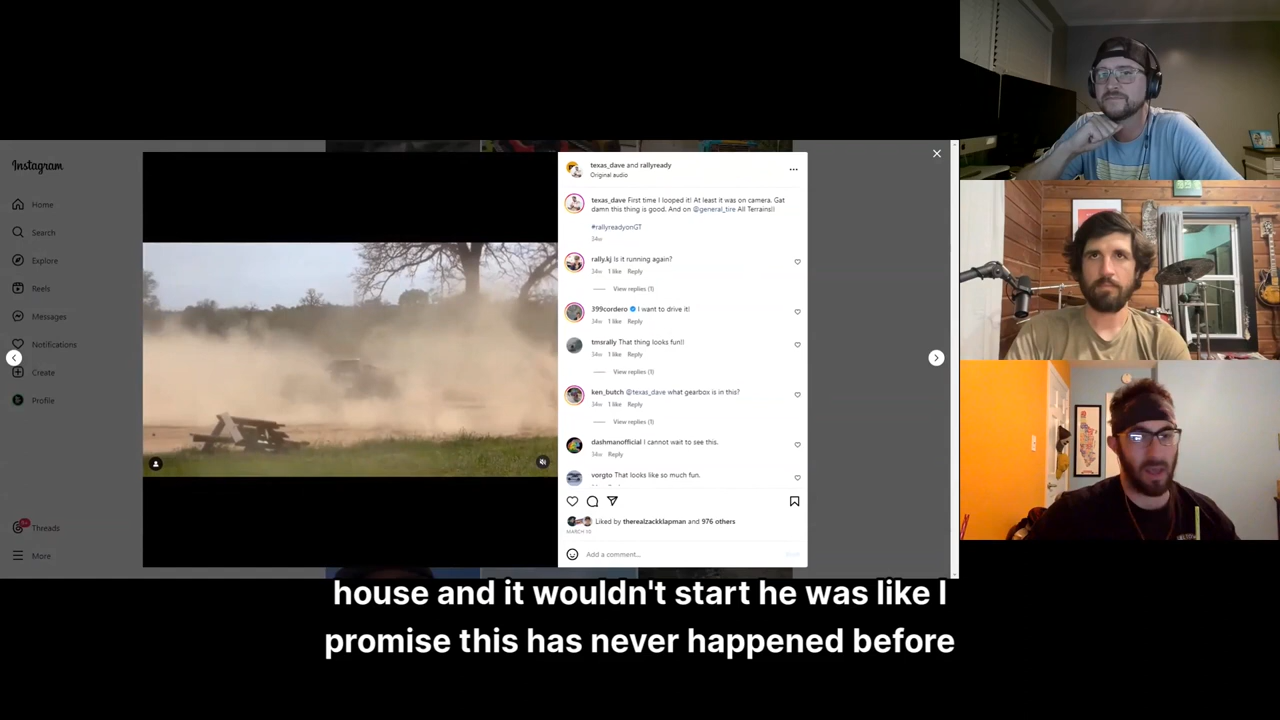 Instagram
Home
Search
Explore
Reels
Messages
Notifications
Create
Profile
Threads
More
texas_dave and rallyready
Original audio
texas_dave First time I looped it! At least it was on camera. Gat
damn this thing is good. And on @general_tire All Terrains!!
#rallyreadyonGT
34w
rally.kj Is it running again?
34w 1 like Reply
View replies (1)
399cordero I want to drive it!
34w 1 like Reply
tmsrally That thing looks fun!!
34w 1 like Reply
View replies (1)
ken_butch @texas_dave what gearbox is in this?
34w 1 like Reply
View replies (1)
dashmanofficial I cannot wait to see this.
34w Reply
vorgto That looks like so much fun.
Liked by therealzackklapman and 976 others
Add a comment...
house and it wouldn't start he was like I
promise this has never happened before